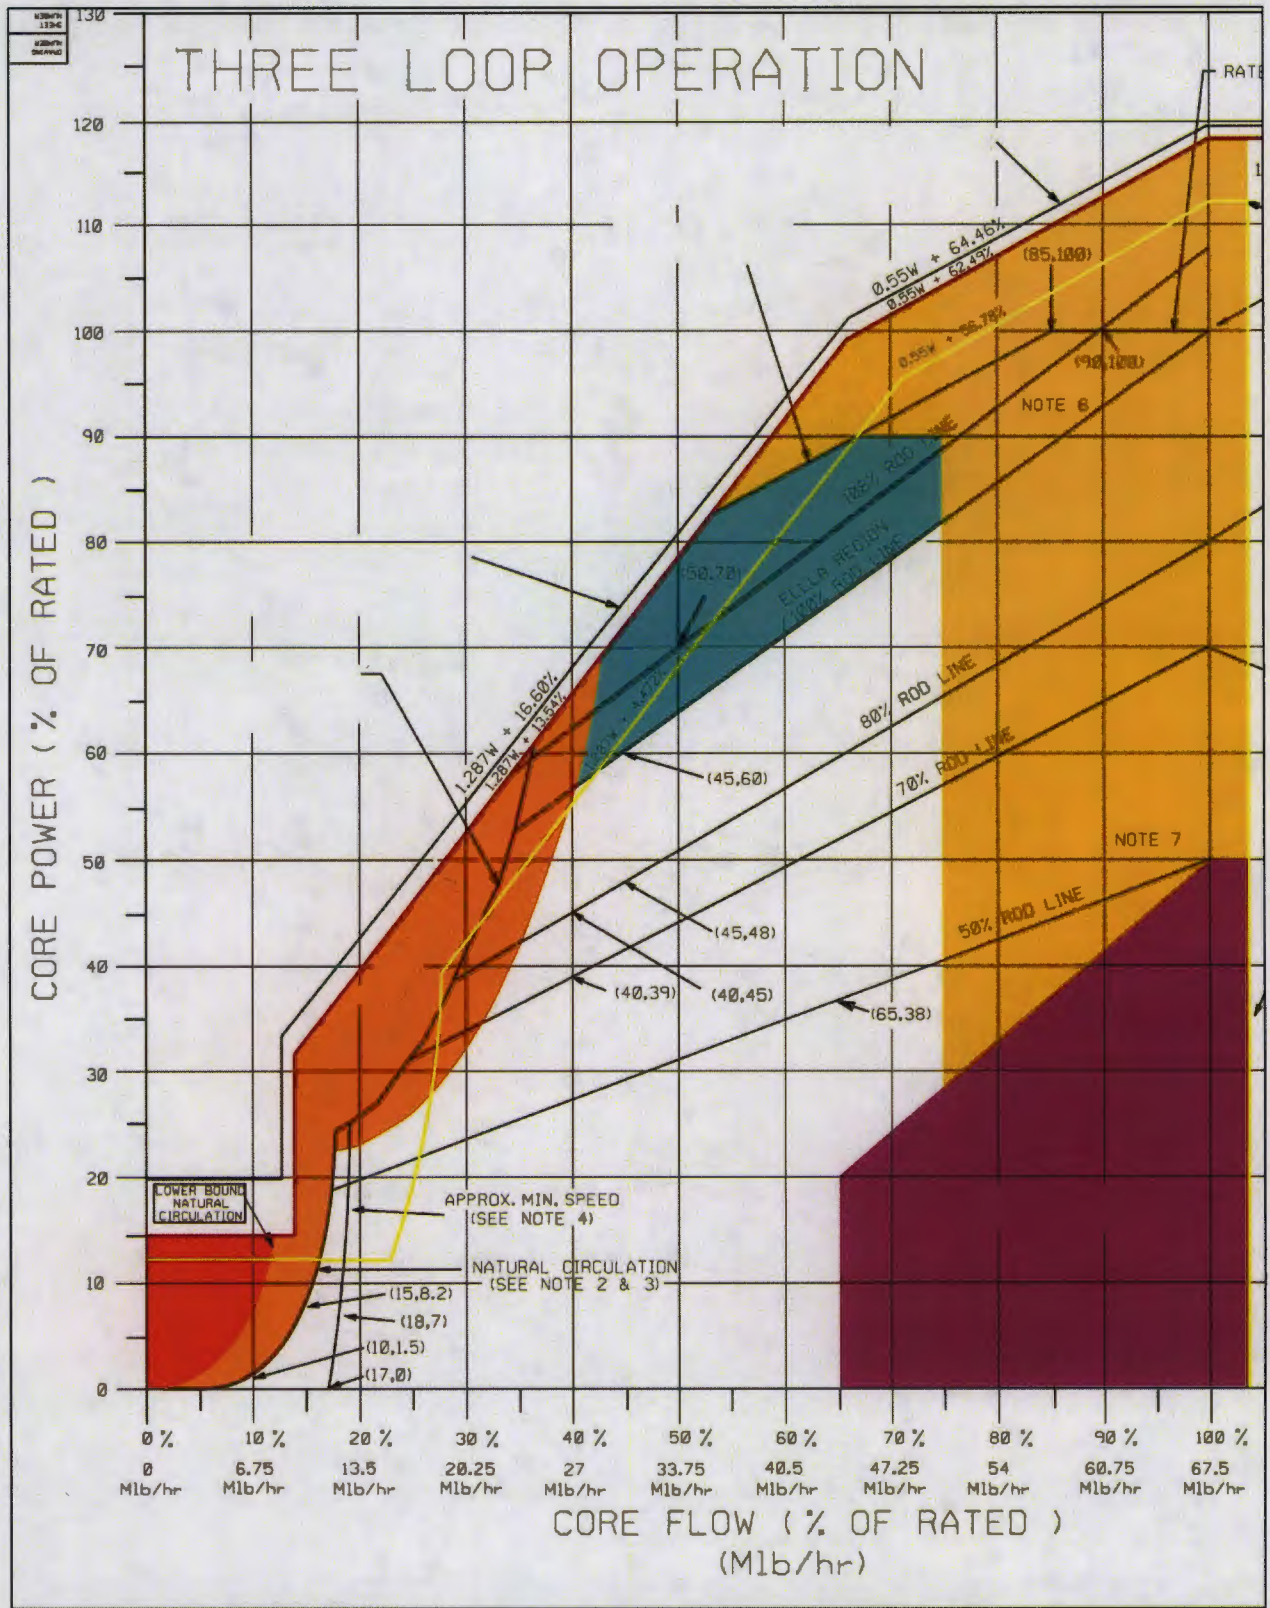 SHEET
NUMBER
DRAWING
NUMBER
THREE LOOP OPERATION
RATE
130
120
110
100
90
80
70
60
50
40
30
20
10
0
CORE POWER ( % OF RATED )
0.55W + 64.46%
0.55W + 62.49%
0.55W + 56.78%
(85,100)
(90,100)
NOTE 6
108% ROD LINE
ELLLA REGION
100% ROD LINE
(50,70)
1.287W + 16.60%
1.287W + 13.54%
80% ROD LINE
70% ROD LINE
(45,60)
NOTE 7
50% ROD LINE
(45,48)
(40,39)
(40,45)
(65,38)
LOWER BOUND
NATURAL
CIRCULATION
APPROX. MIN. SPEED
(SEE NOTE 4)
NATURAL CIRCULATION
(SEE NOTE 2 & 3)
(15,8.2)
(18,7)
(10,1.5)
(17,0)
0 % 10 % 20 % 30 % 40 % 50 % 60 % 70 % 80 % 90 % 100 %
0 6.75 13.5 20.25 27 33.75 40.5 47.25 54 60.75 67.5
Mlb/hr Mlb/hr Mlb/hr Mlb/hr Mlb/hr Mlb/hr Mlb/hr Mlb/hr Mlb/hr Mlb/hr Mlb/hr
CORE FLOW ( % OF RATED )
(Mlb/hr)